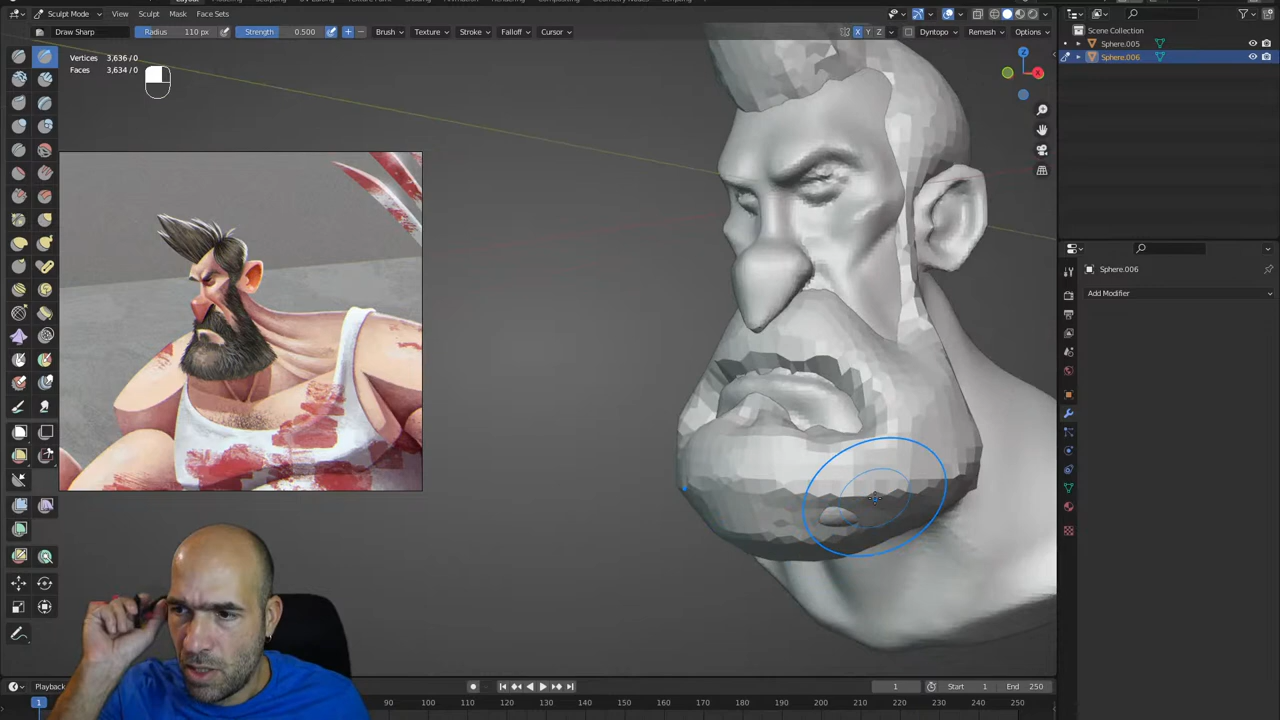 Sculpt Mode View Sculpt Mask Face Sets
Draw Sharp Radius 110 px Strength 0.500 Brush Texture Stroke Falloff Cursor X Y Z Dyntopo Remesh Options
Vertices 3,636 / 0
Faces 3,634 / 0
Z
X
Scene Collection
Sphere.005
Sphere.006
Sphere.006
Add Modifier
Playback
1 Start 1 End 250
1 80 90 100 110 120 130 140 150 160 170 180 190 200 210 220 230 240 250